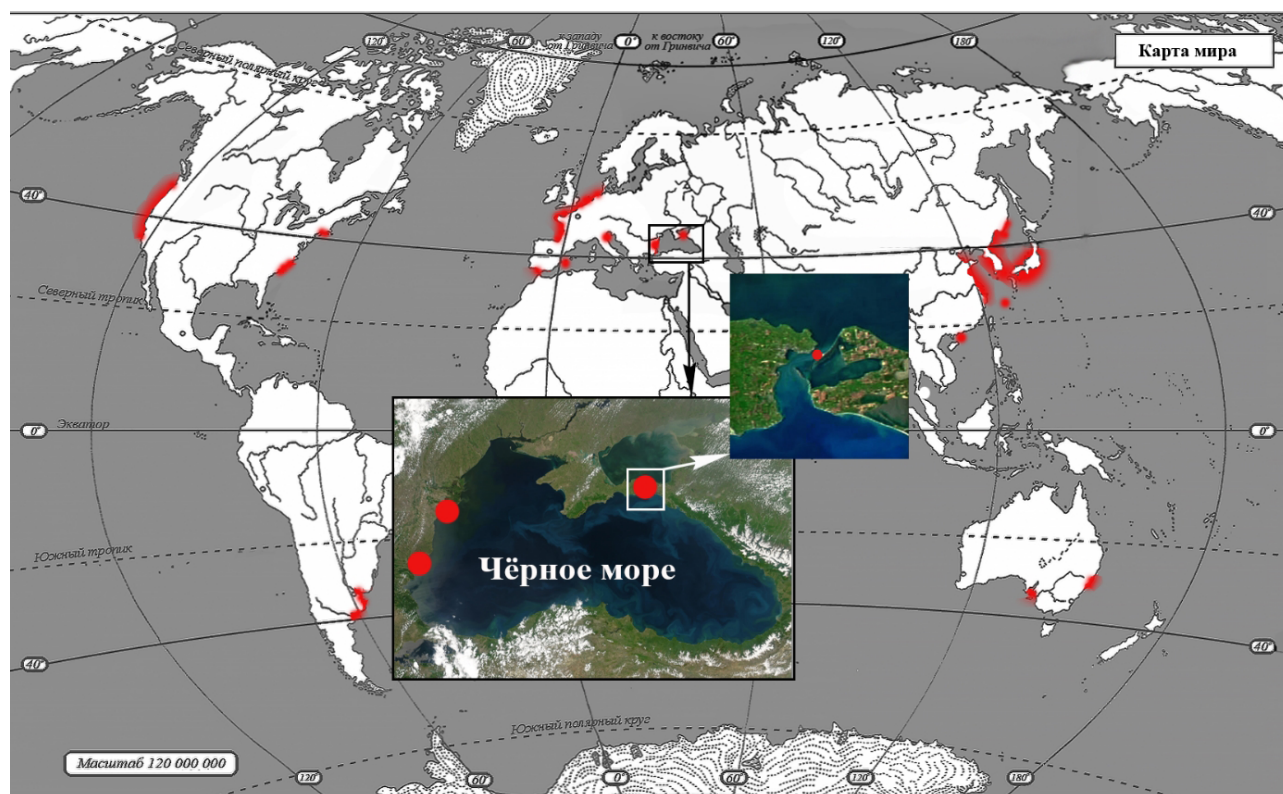 120°
60°
к западу
от Гринвича
0°
к востоку
от Гринвича
60°
120°
180°
Карта мира
Северный полярный круг
40°
40°
Северный тропик
Экватор
0°
0°
Чёрное море
Южный тропик
40°
40°
Южный полярный круг
Масштаб 120 000 000
120°
60°
0°
60°
120°
180°